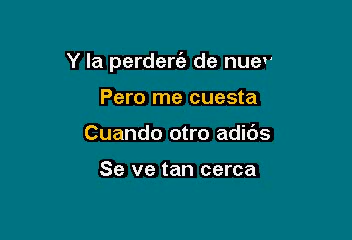 Y la perderé de nuev
Pero me cuesta
Cuando otro adiós
Se ve tan cerca